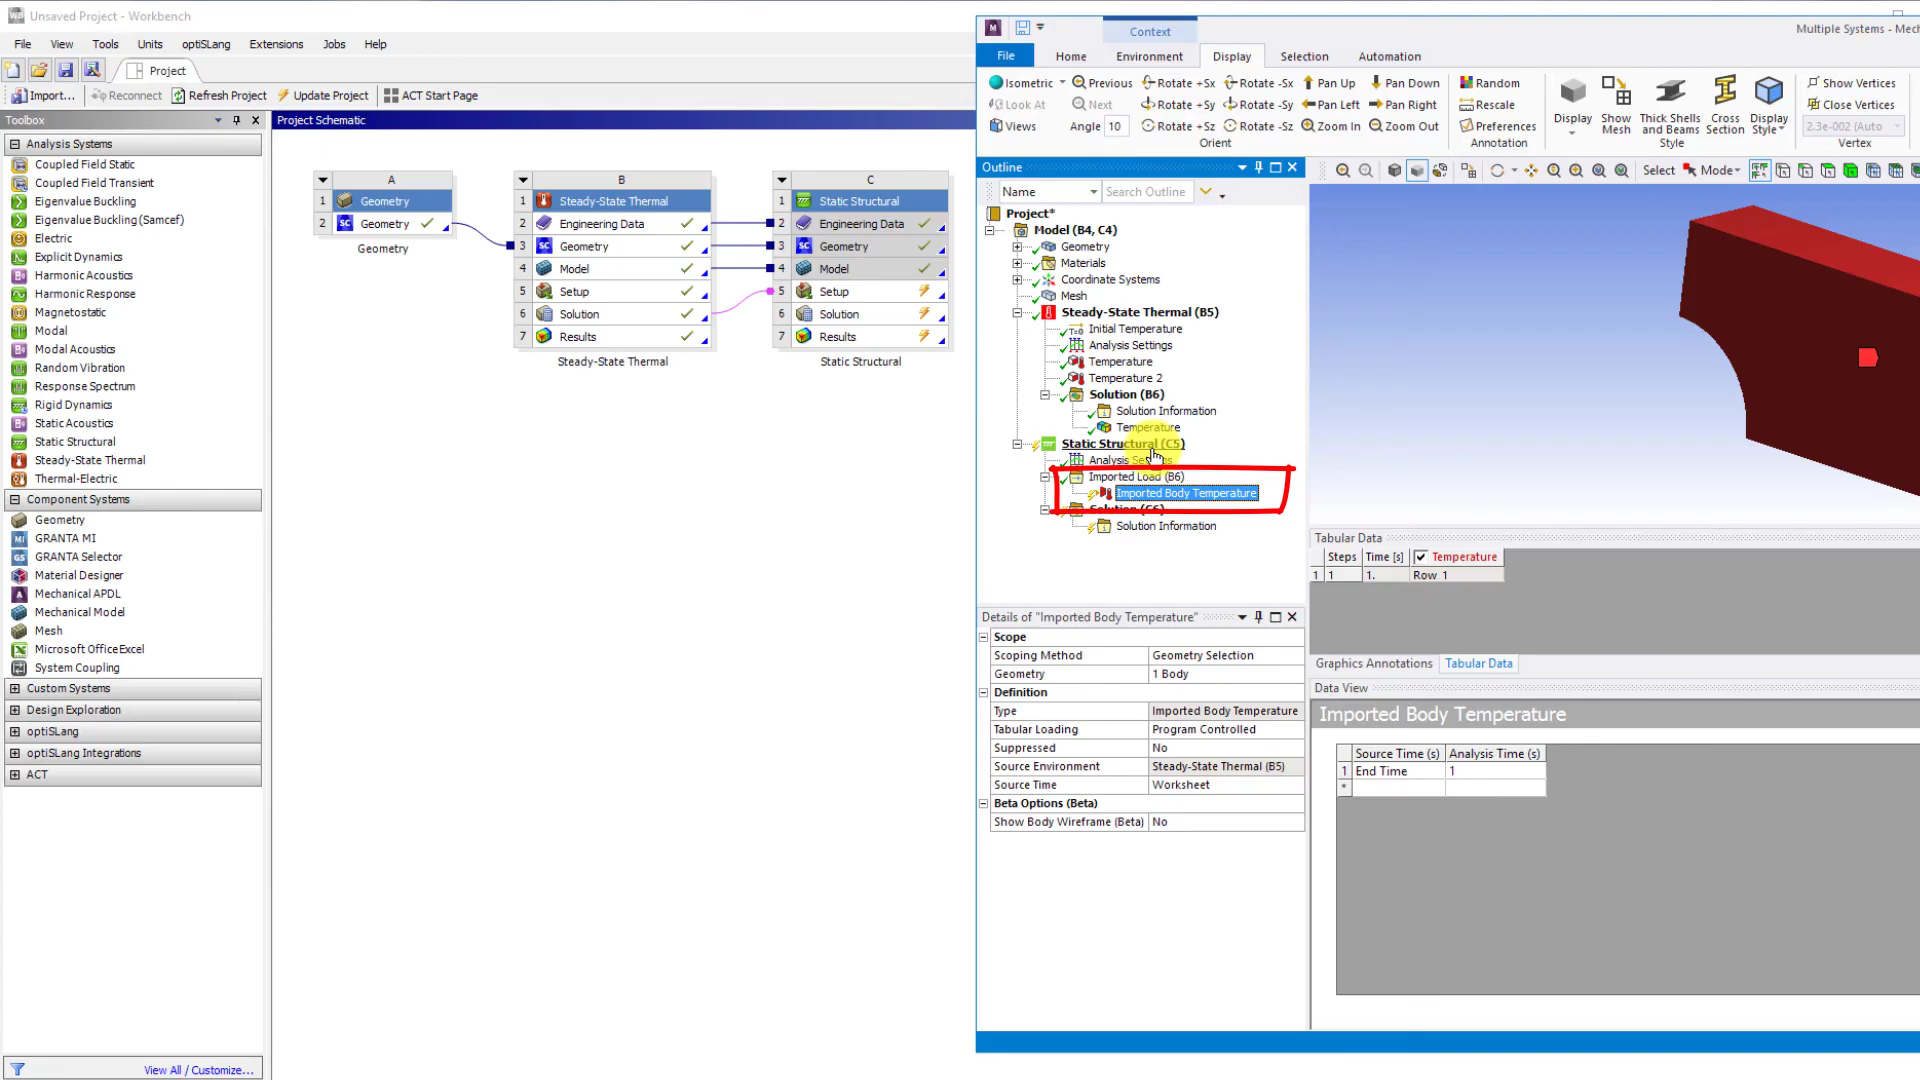 Unsaved Project - Workbench
File View Tools Units optiSLang Extensions Jobs Help
Project
Import... Reconnect Refresh Project Update Project ACT Start Page
Toolbox
Analysis Systems
Coupled Field Static
Coupled Field Transient
Eigenvalue Buckling
Eigenvalue Buckling (Samcef)
Electric
Explicit Dynamics
Harmonic Acoustics
Harmonic Response
Magnetostatic
Modal
Modal Acoustics
Random Vibration
Response Spectrum
Rigid Dynamics
Static Acoustics
Static Structural
Steady-State Thermal
Thermal-Electric
Component Systems
Geometry
GRANTA MI
GRANTA Selector
Material Designer
Mechanical APDL
Mechanical Model
Mesh
Microsoft Office Excel
System Coupling
Custom Systems
Design Exploration
optiSLang
optiSLang Integrations
ACT
View All / Customize...
Project Schematic
A
1 Geometry
2 Geometry
Geometry
B
1 Steady-State Thermal
2 Engineering Data
3 Geometry
4 Model
5 Setup
6 Solution
7 Results
Steady-State Thermal
C
1 Static Structural
2 Engineering Data
3 Geometry
4 Model
5 Setup
6 Solution
7 Results
Static Structural
Context
Multiple Systems - Mech
File Home Environment Display Selection Automation
Isometric Previous Rotate +Sx Rotate -Sx Pan Up Pan Down
Look At Next Rotate +Sy Rotate -Sy Pan Left Pan Right
Views Angle 10 Rotate +Sz Rotate -Sz Zoom In Zoom Out
Orient
Random
Rescale
Preferences
Annotation
Display
Show Mesh
Thick Shells and Beams
Cross Section
Display Style
Style
Show Vertices
Close Vertices
2.3e-002 (Auto
Vertex
Outline
Name Search Outline
Select Mode
Project*
Model (B4, C4)
Geometry
Materials
Coordinate Systems
Mesh
Steady-State Thermal (B5)
Initial Temperature
Analysis Settings
Temperature
Temperature 2
Solution (B6)
Solution Information
Temperature
Static Structural (C5)
Analysis Settings
Imported Load (B6)
Imported Body Temperature
Solution (C6)
Solution Information
Details of "Imported Body Temperature"
Scope
Scoping Method Geometry Selection
Geometry 1 Body
Definition
Type Imported Body Temperature
Tabular Loading Program Controlled
Suppressed No
Source Environment Steady-State Thermal (B5)
Source Time Worksheet
Beta Options (Beta)
Show Body Wireframe (Beta) No
Tabular Data
Steps Time [s] Temperature
1 1 1. Row 1
Graphics Annotations Tabular Data
Data View
Imported Body Temperature
Source Time (s) Analysis Time (s)
1 End Time 1
*